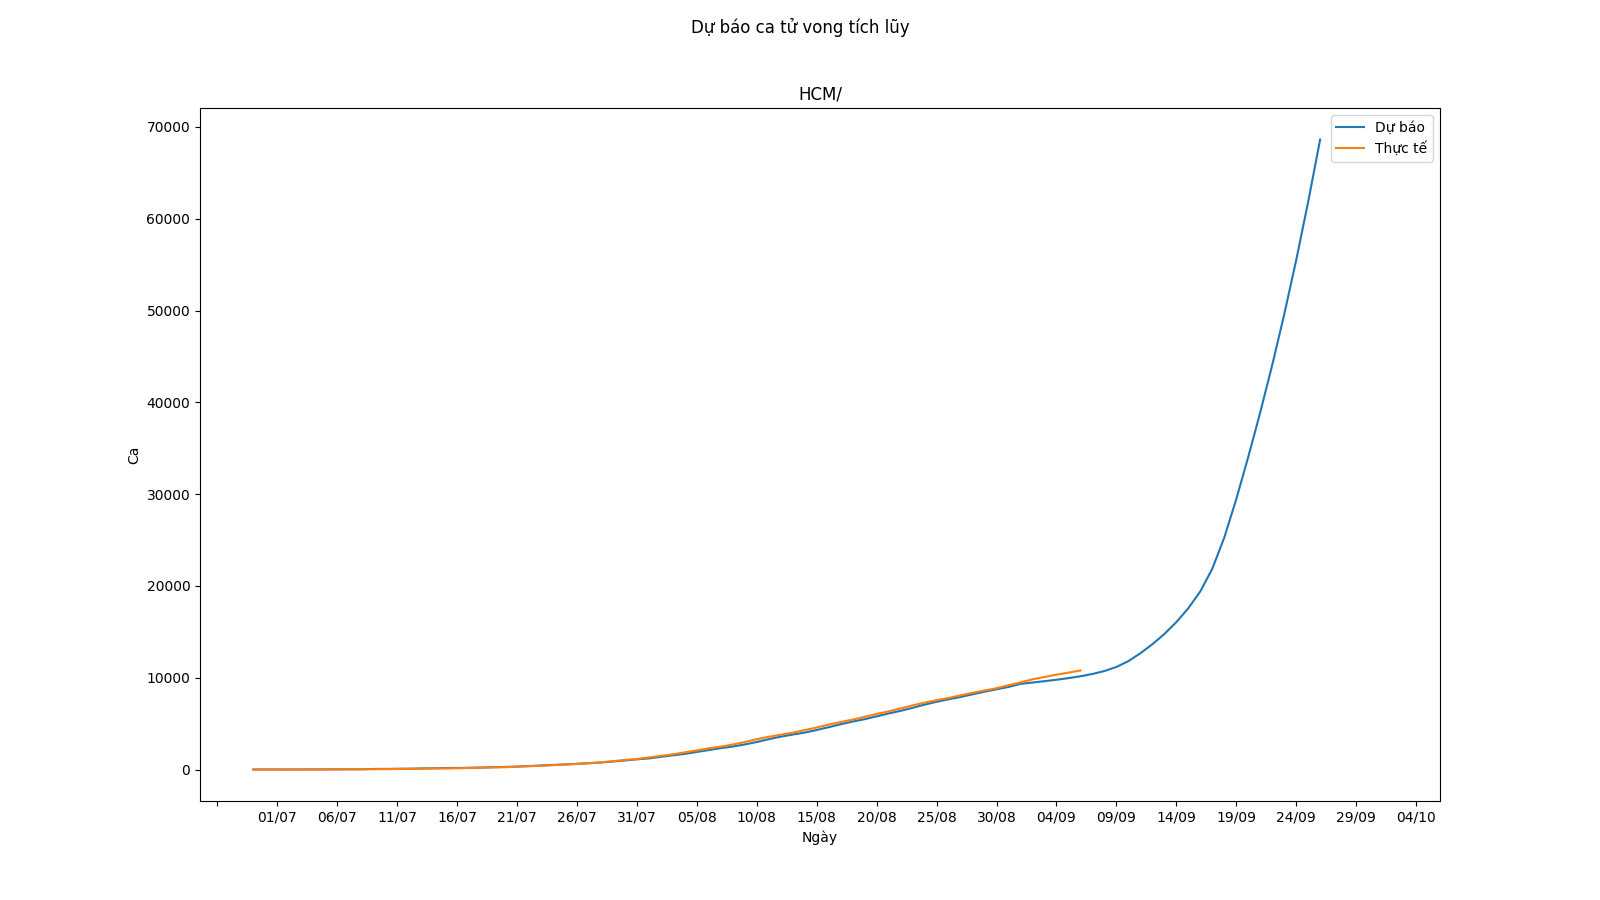 Dự báo ca tử vong tích lũy
HCM/
Dự báo
Thực tế
70000
60000
50000
40000
30000
20000
10000
0
Ca
01/07 06/07 11/07 16/07 21/07 26/07 31/07 05/08 10/08 15/08 20/08 25/08 30/08 04/09 09/09 14/09 19/09 24/09 29/09 04/10
Ngày